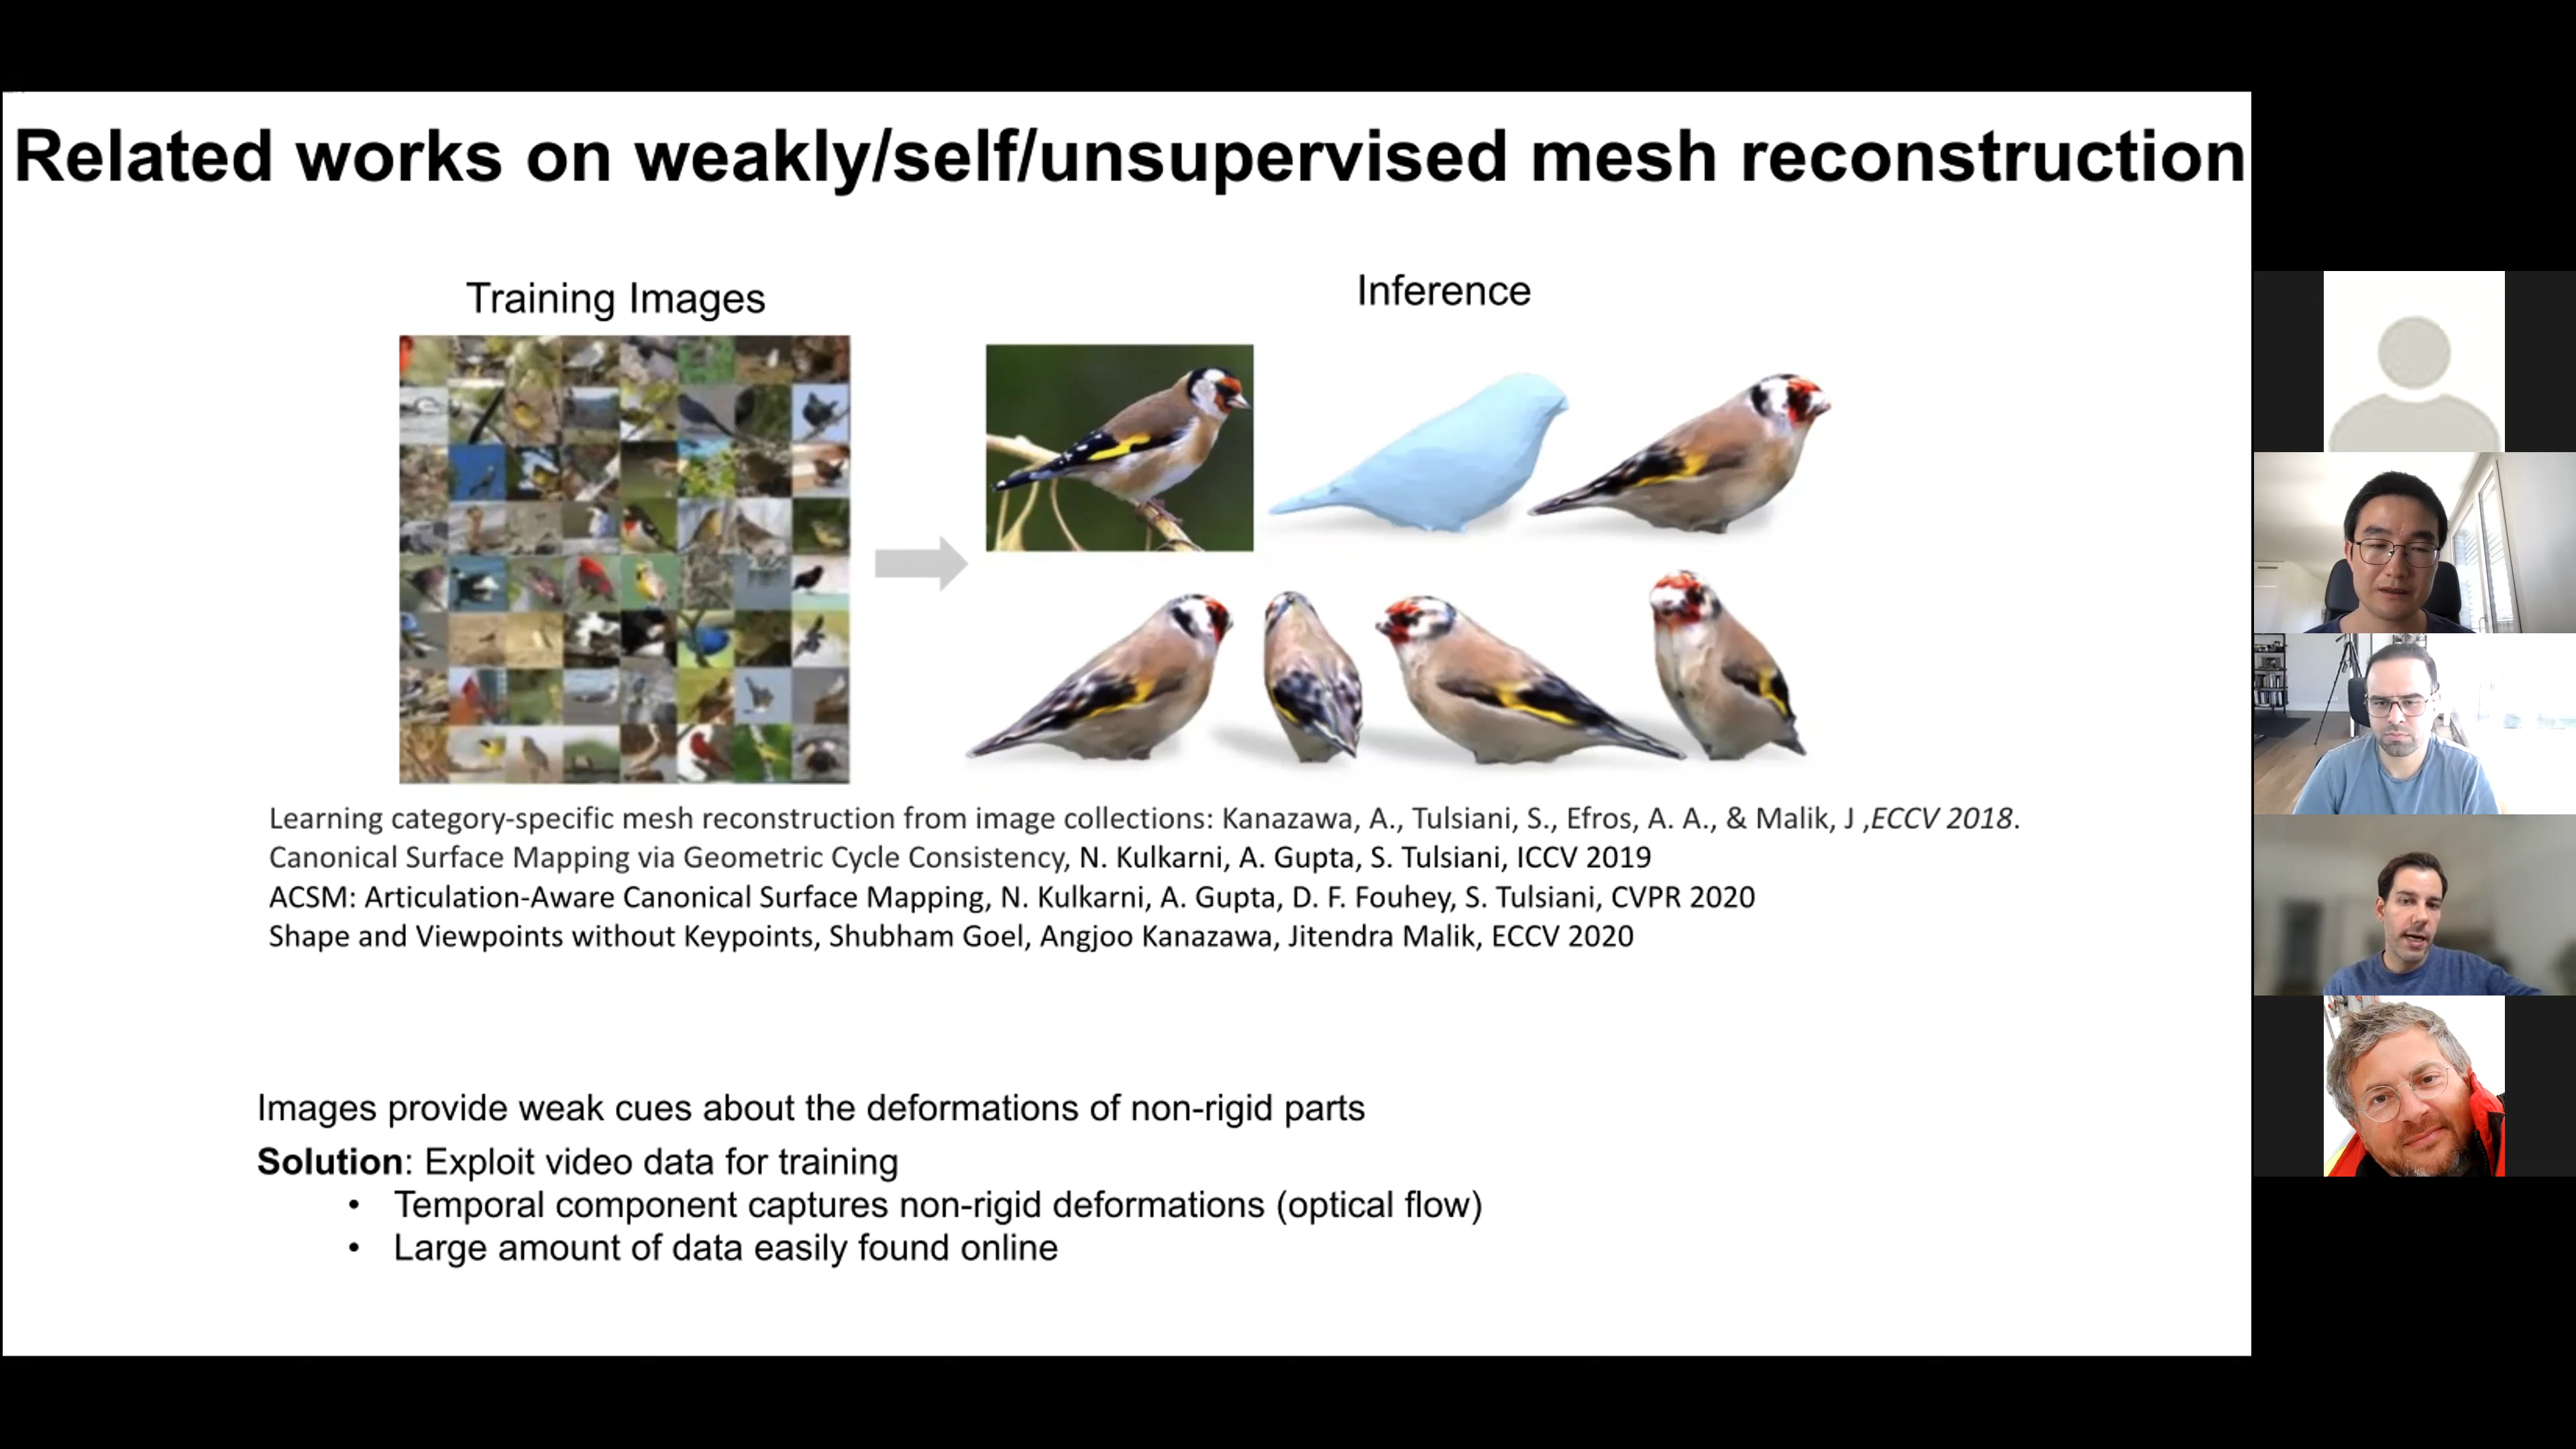 Related works on weakly/self/unsupervised mesh reconstruction
Training Images
Inference
Learning category-specific mesh reconstruction from image collections: Kanazawa, A., Tulsiani, S., Efros, A. A., & Malik, J ,ECCV 2018.
Canonical Surface Mapping via Geometric Cycle Consistency, N. Kulkarni, A. Gupta, S. Tulsiani, ICCV 2019
ACSM: Articulation-Aware Canonical Surface Mapping, N. Kulkarni, A. Gupta, D. F. Fouhey, S. Tulsiani, CVPR 2020
Shape and Viewpoints without Keypoints, Shubham Goel, Angjoo Kanazawa, Jitendra Malik, ECCV 2020
Images provide weak cues about the deformations of non-rigid parts
Solution: Exploit video data for training
• Temporal component captures non-rigid deformations (optical flow)
• Large amount of data easily found online